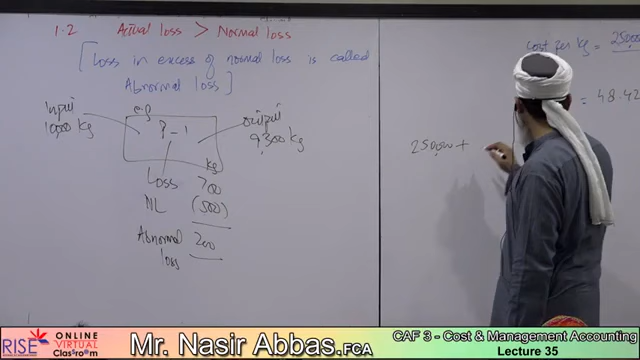 1.2 Actual loss > Normal loss
[Loss in excess of normal loss is called
Abnormal loss]
e.g
Input
10,000 kg
P-1
output
9,300 kg
kg
Loss 700
NL (500)
Abnormal 200
loss
Cost per kg =
= 48.42
+
RISE
ONLINE
VIRTUAL
Classroom
Mr. Nasir Abbas.FCA
CAF 3 - Cost & Management Accounting
Lecture 35